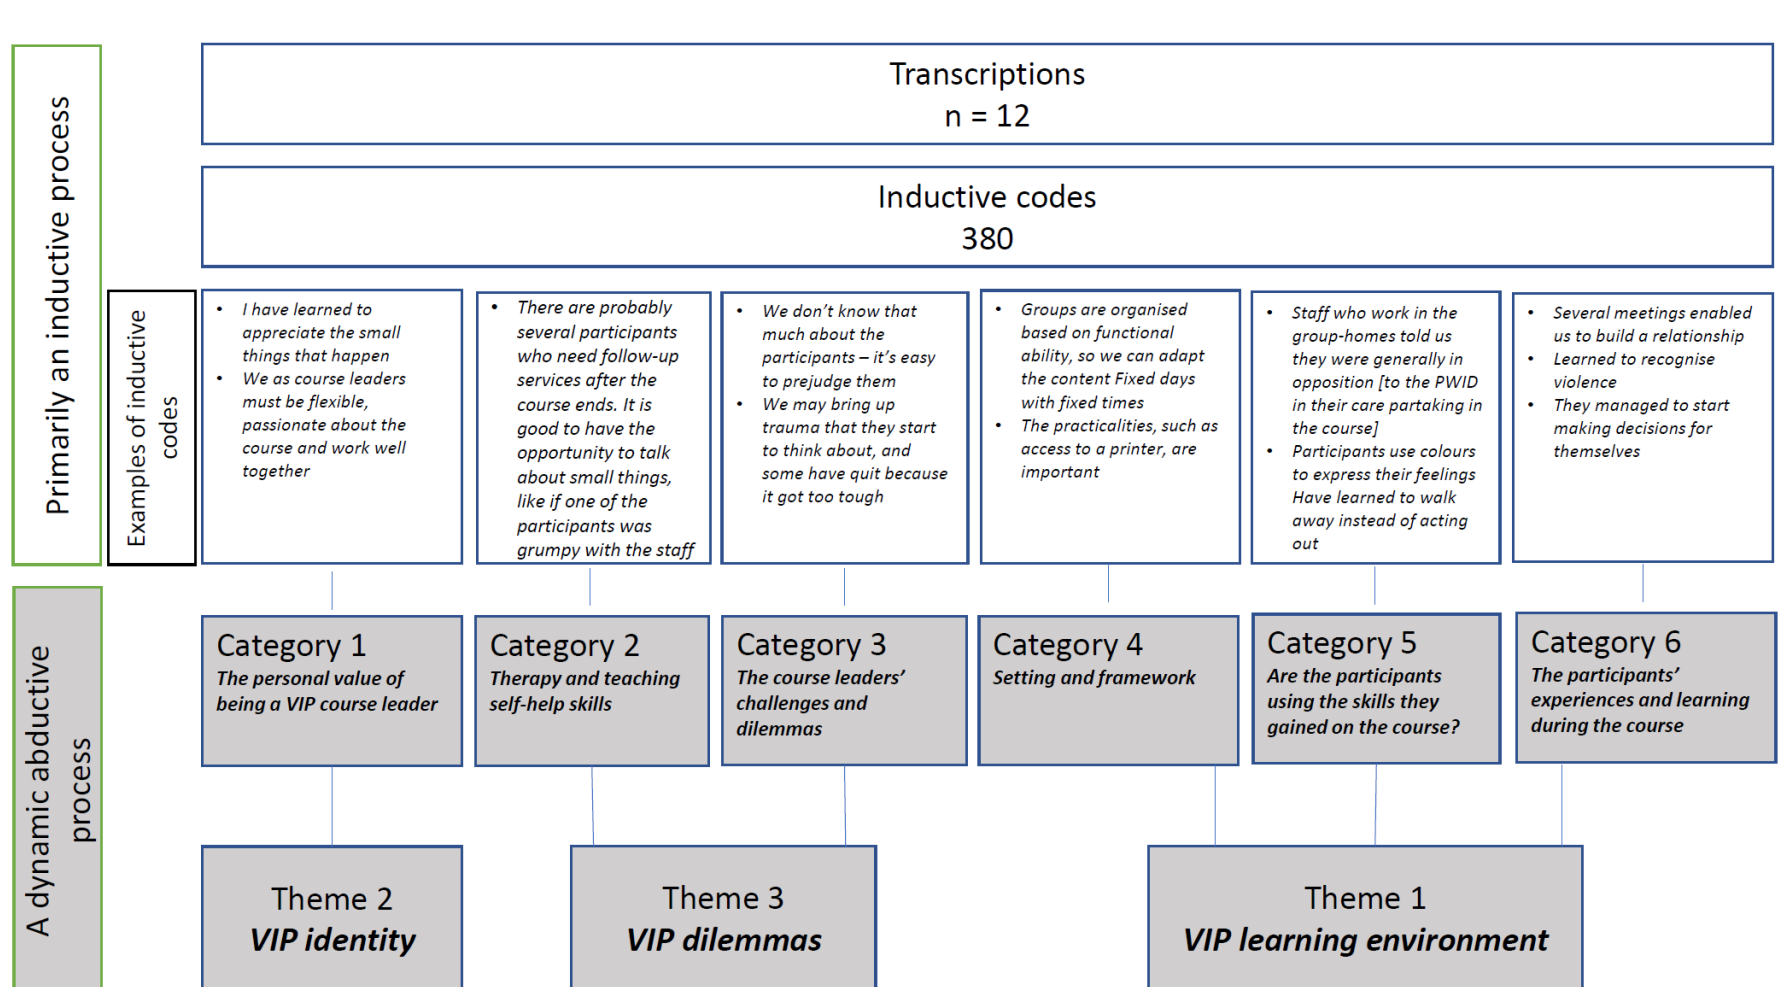 Primarily an inductive process
Transcriptions
n = 12
Inductive codes
380
Examples of inductive
codes
• I have learned to
appreciate the small
things that happen
• We as course leaders
must be flexible,
passionate about the
course and work well
together
• There are probably
several participants
who need follow-up
services after the
course ends. It is
good to have the
opportunity to talk
about small things,
like if one of the
participants was
grumpy with the staff
• We don’t know that
much about the
participants – it’s easy
to prejudge them
• We may bring up
trauma that they start
to think about, and
some have quit because
it got too tough
• Groups are organised
based on functional
ability, so we can adapt
the content Fixed days
with fixed times
• The practicalities, such as
access to a printer, are
important
• Staff who work in the
group-homes told us
they were generally in
opposition [to the PWID
in their care partaking in
the course]
• Participants use colours
to express their feelings
Have learned to walk
away instead of acting
out
• Several meetings enabled
us to build a relationship
• Learned to recognise
violence
• They managed to start
making decisions for
themselves
A dynamic abductive
process
Category 1
The personal value of
being a VIP course leader
Category 2
Therapy and teaching
self-help skills
Category 3
The course leaders’
challenges and
dilemmas
Category 4
Setting and framework
Category 5
Are the participants
using the skills they
gained on the course?
Category 6
The participants’
experiences and learning
during the course
Theme 2
VIP identity
Theme 3
VIP dilemmas
Theme 1
VIP learning environment